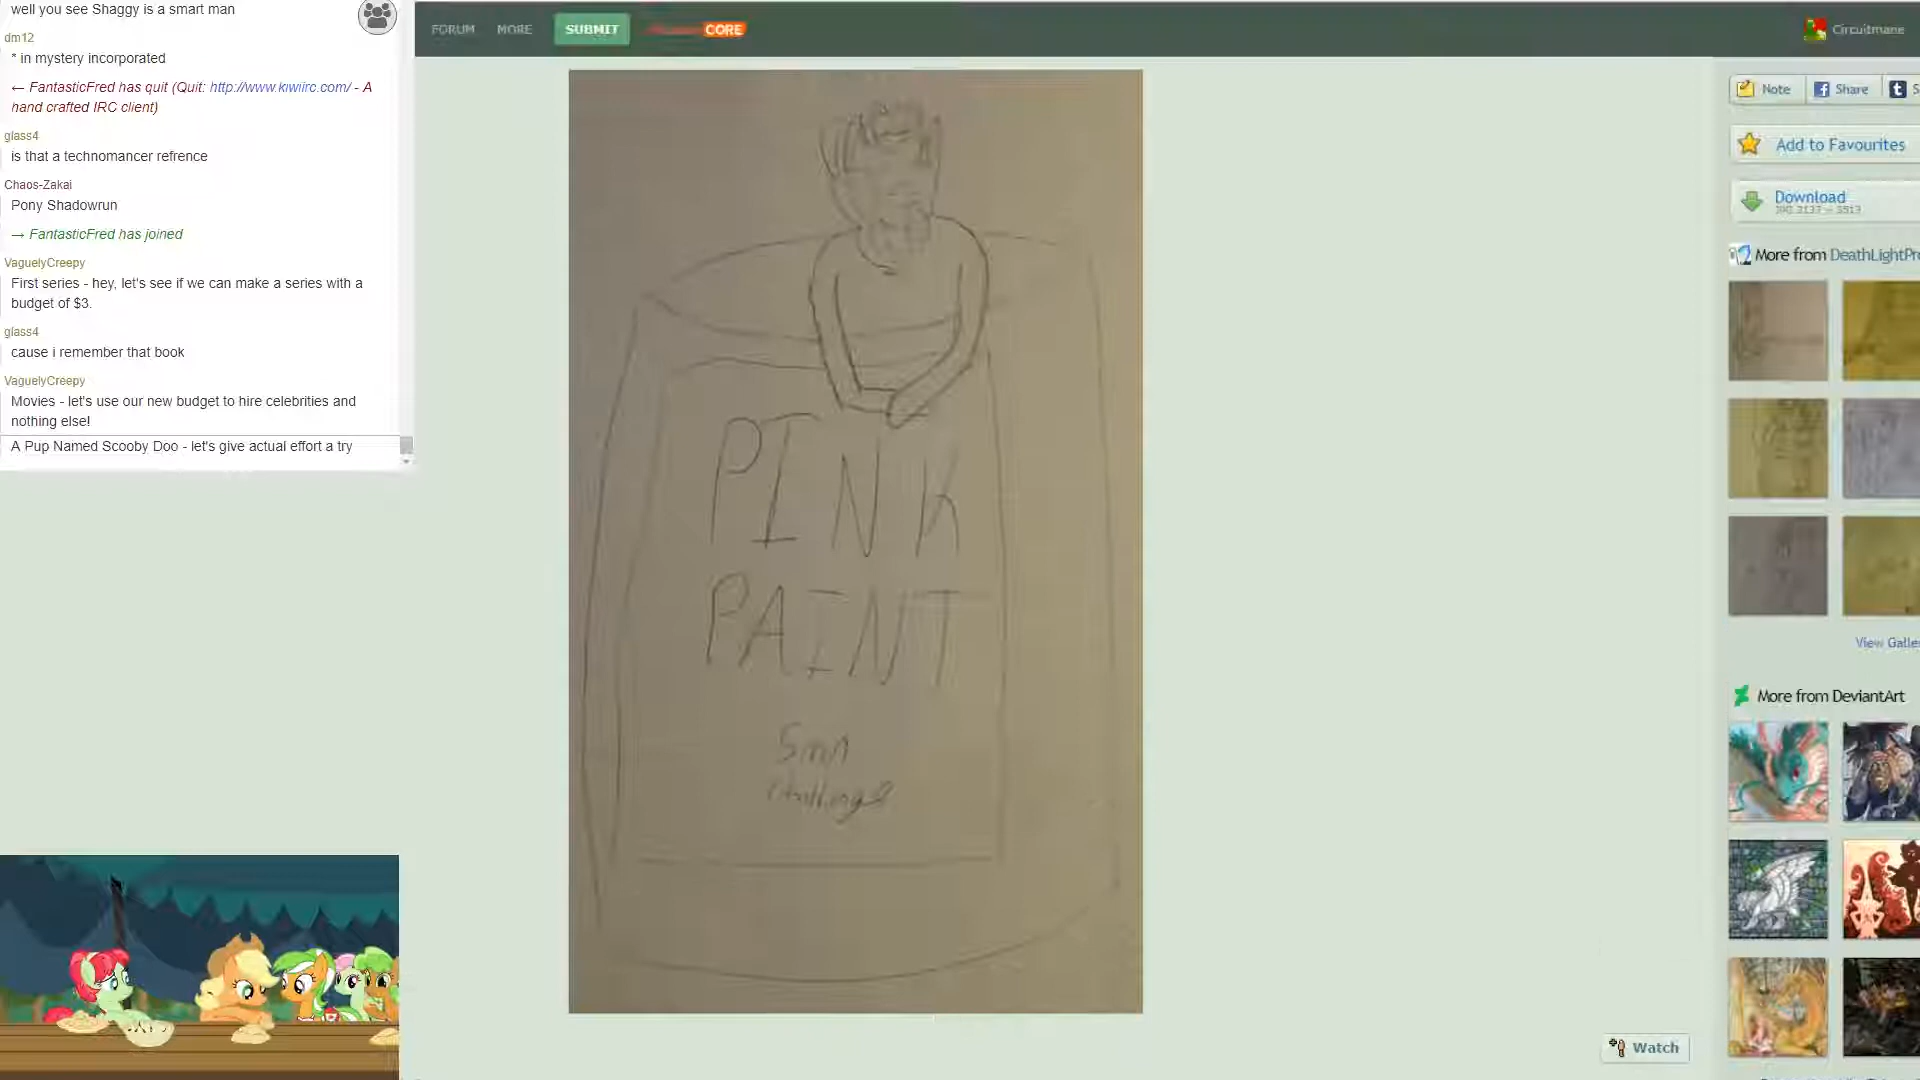 well you see Shaggy is a smart man
dm12
* in mystery incorporated
← FantasticFred has quit (Quit: http://www.kiwiirc.com/ - A
hand crafted IRC client)
glass4
is that a technomancer refrence
Chaos-Zakai
Pony Shadowrun
→ FantasticFred has joined
VaguelyCreepy
First series - hey, let's see if we can make a series with a
budget of $3.
glass4
cause i remember that book
VaguelyCreepy
Movies - let's use our new budget to hire celebrities and
nothing else!
A Pup Named Scooby Doo - let's give actual effort a try
FORUM MORE SUBMIT CORE
Circuitmane
PINK
PAINT
Note Share S
Add to Favourites
Download
More from DeathLightPr
View Galle
More from DeviantArt
Watch